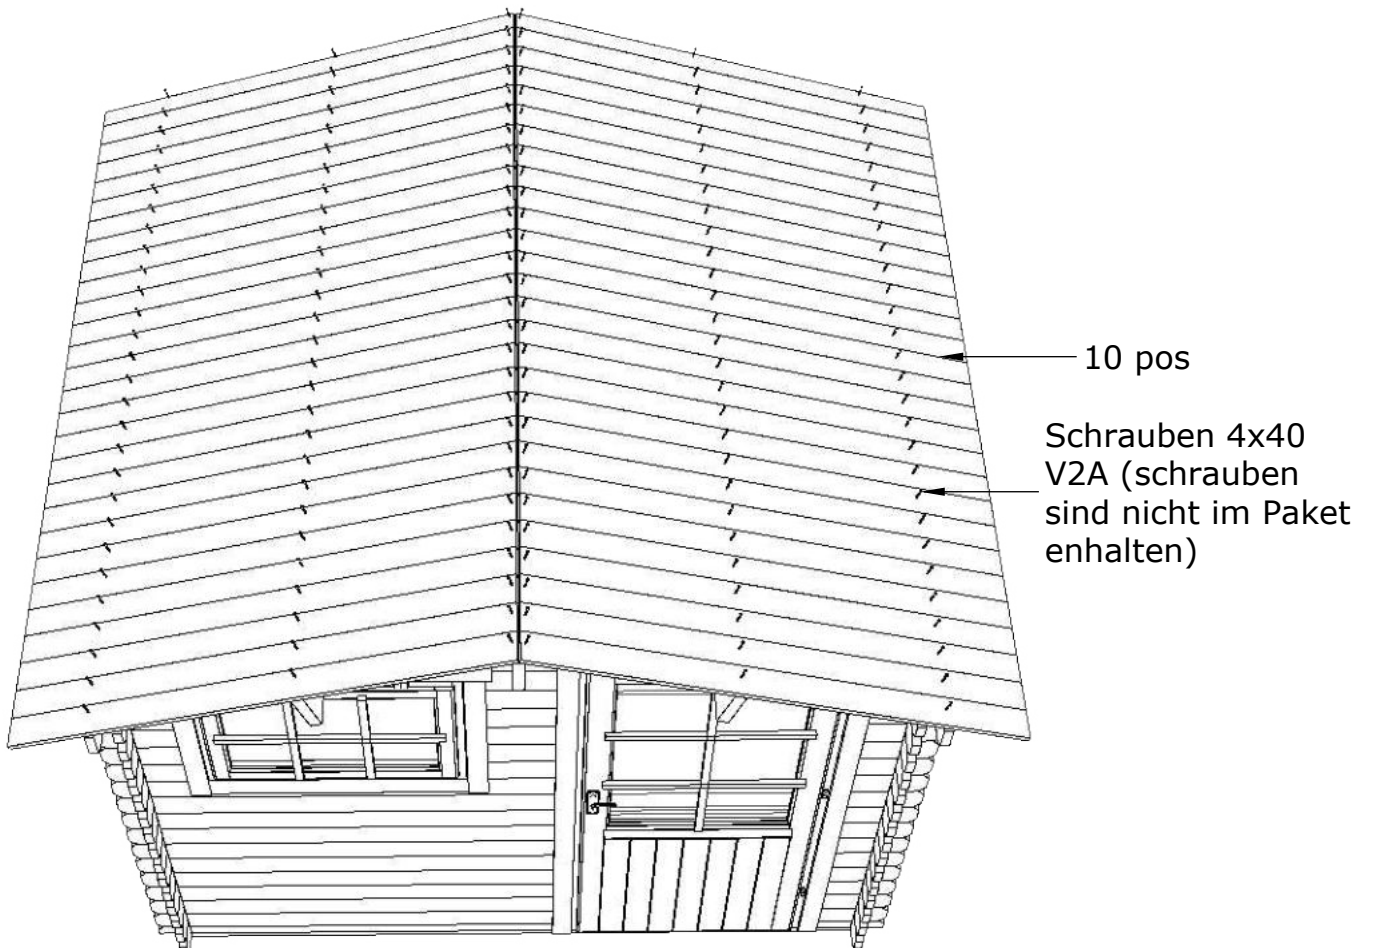 10 pos
Schrauben 4x40
V2A (schrauben
sind nicht im Paket
enhalten)